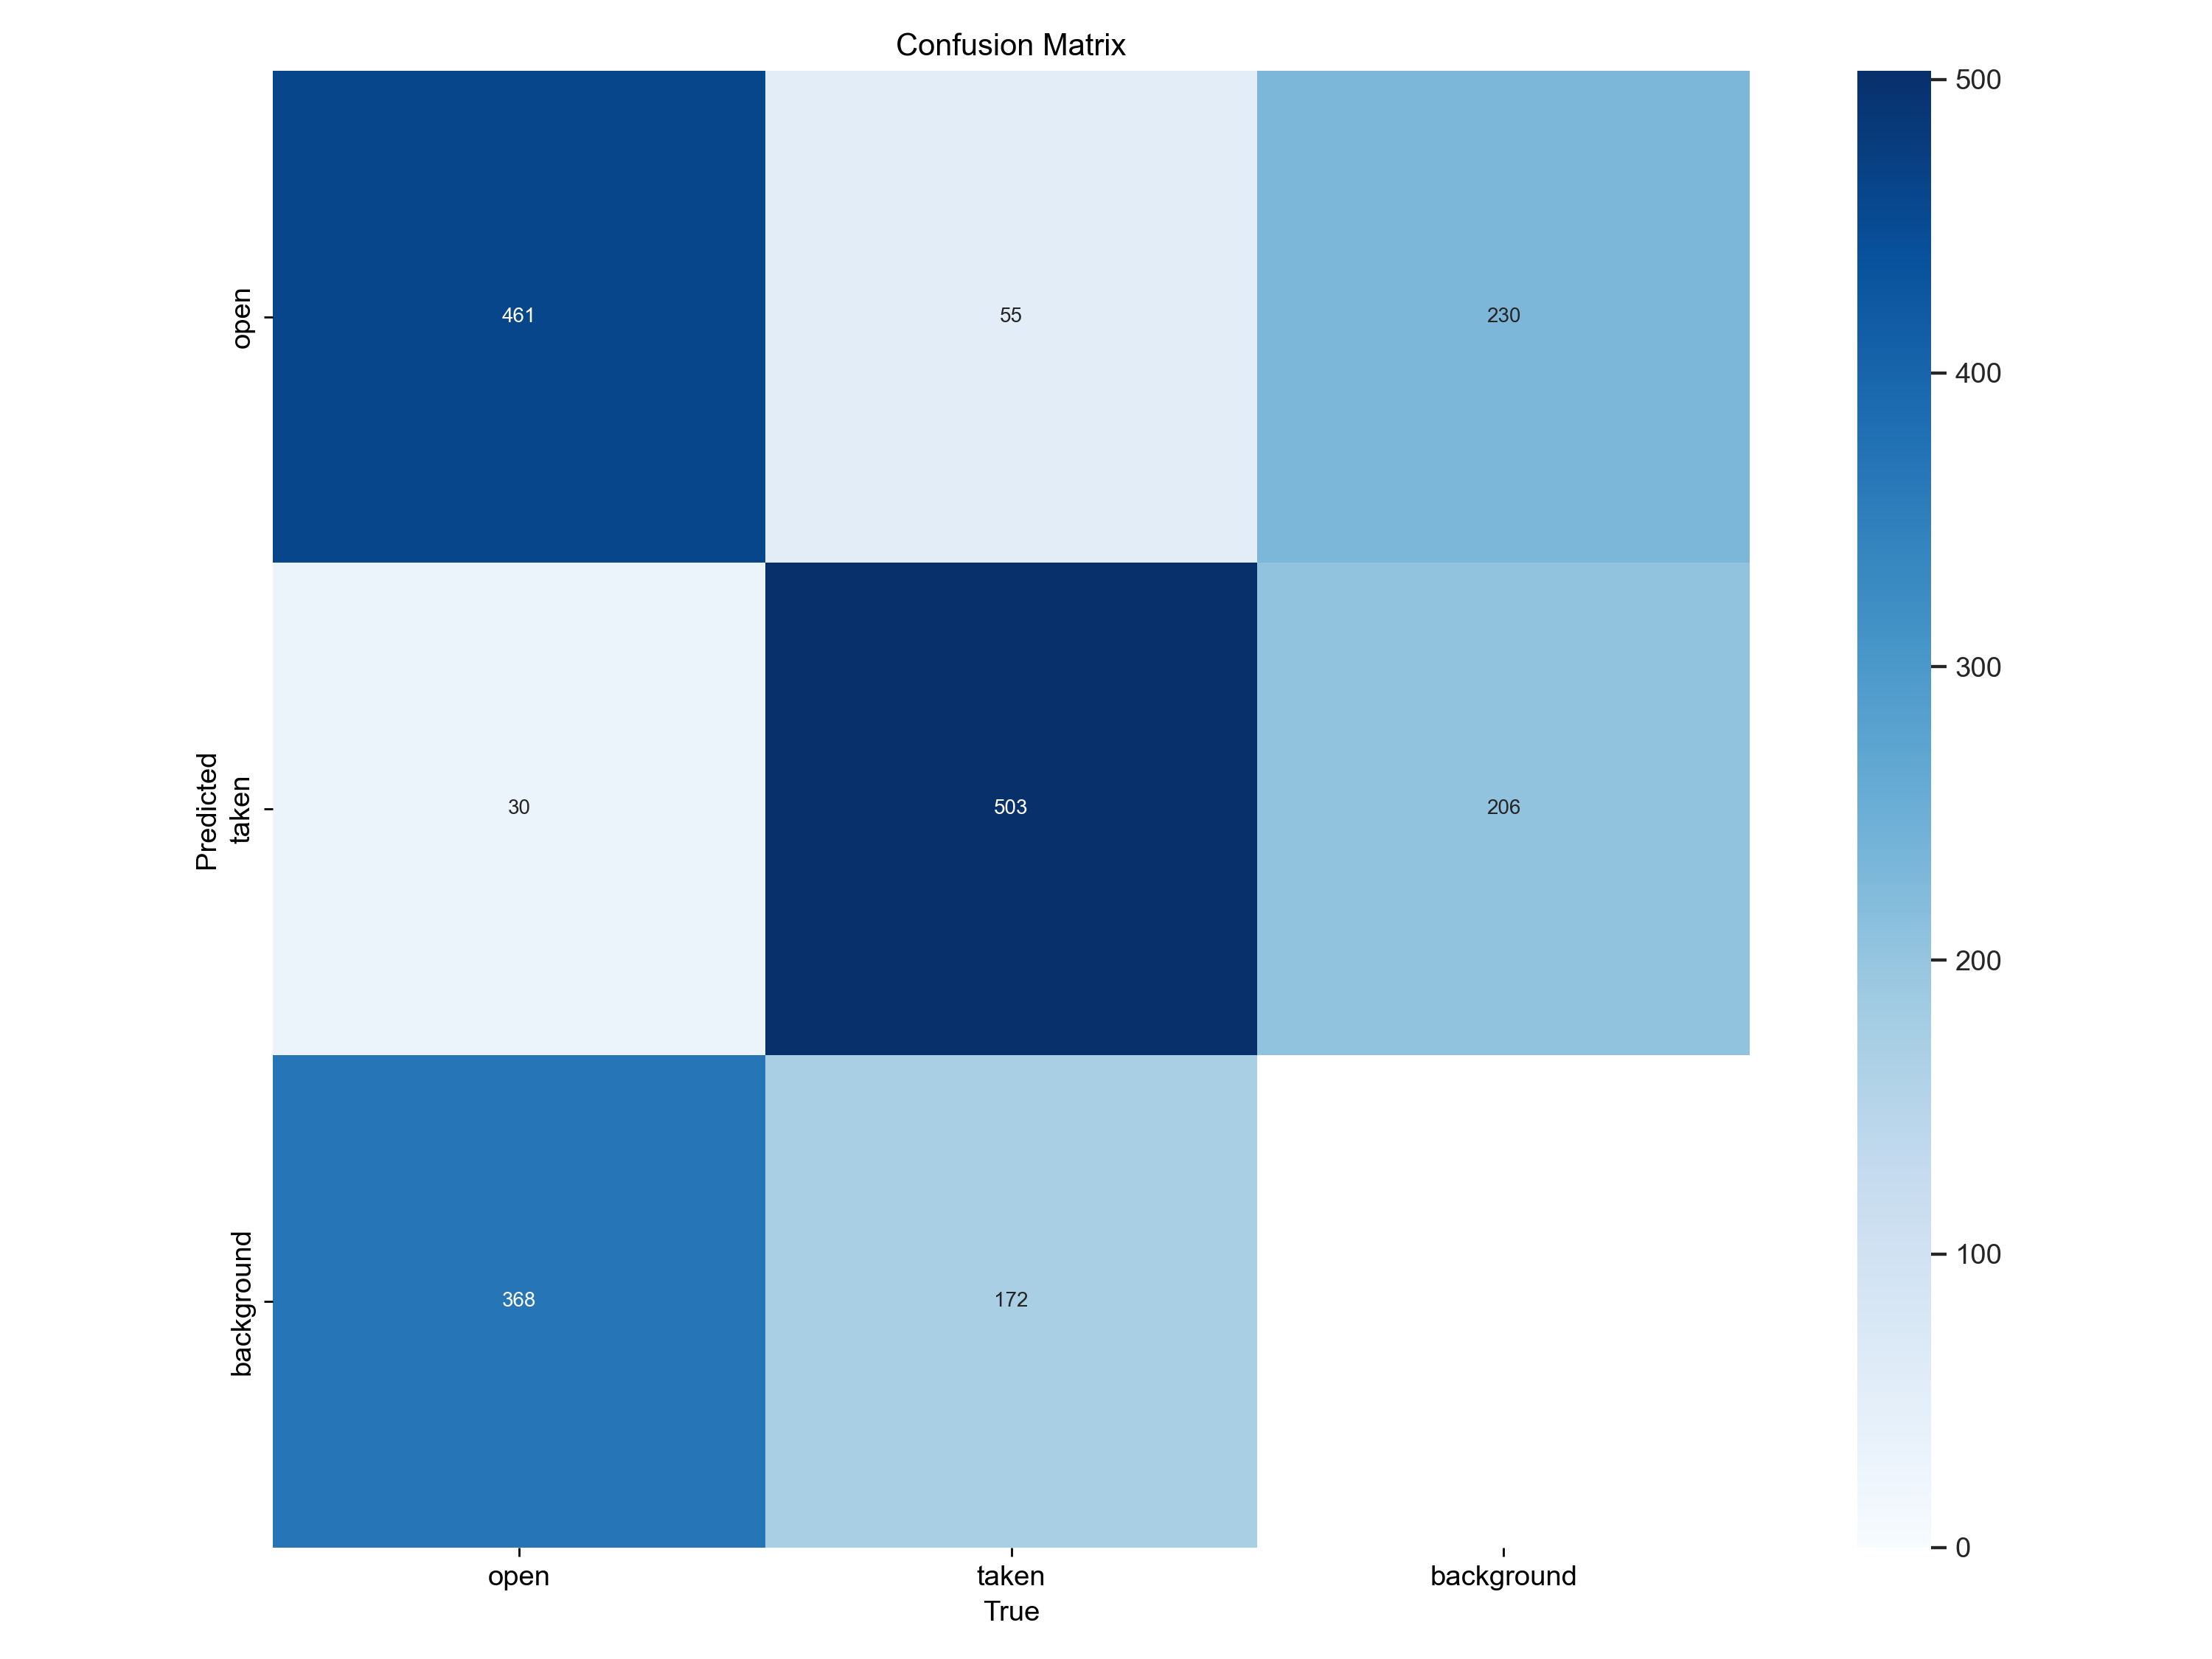 Confusion Matrix
open
461
55
230
Predicted
taken
30
503
206
background
368
172
open
taken
background
True
500
400
300
200
100
0